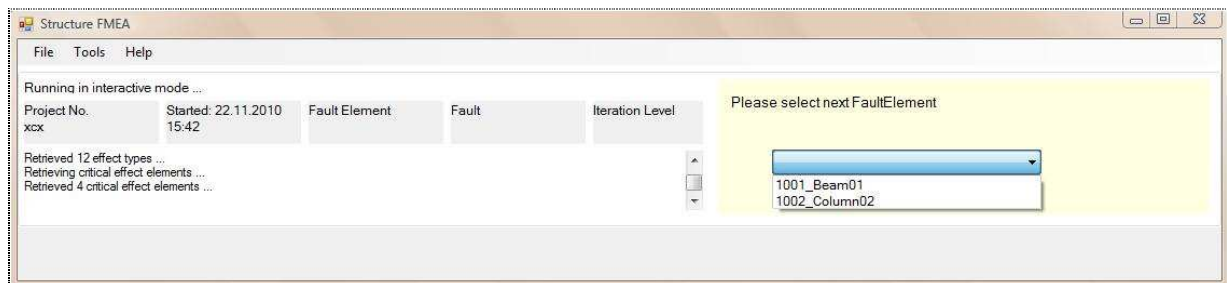 Structure FMEA
File Tools Help
Running in interactive mode ...
Project No.
xcx
Started: 22.11.2010
15:42
Fault Element
Fault
Iteration Level
Retrieved 12 effect types ...
Retrieving critical effect elements ...
Retrieved 4 critical effect elements ...
Please select next FaultElement
1001_Beam01
1002_Column02